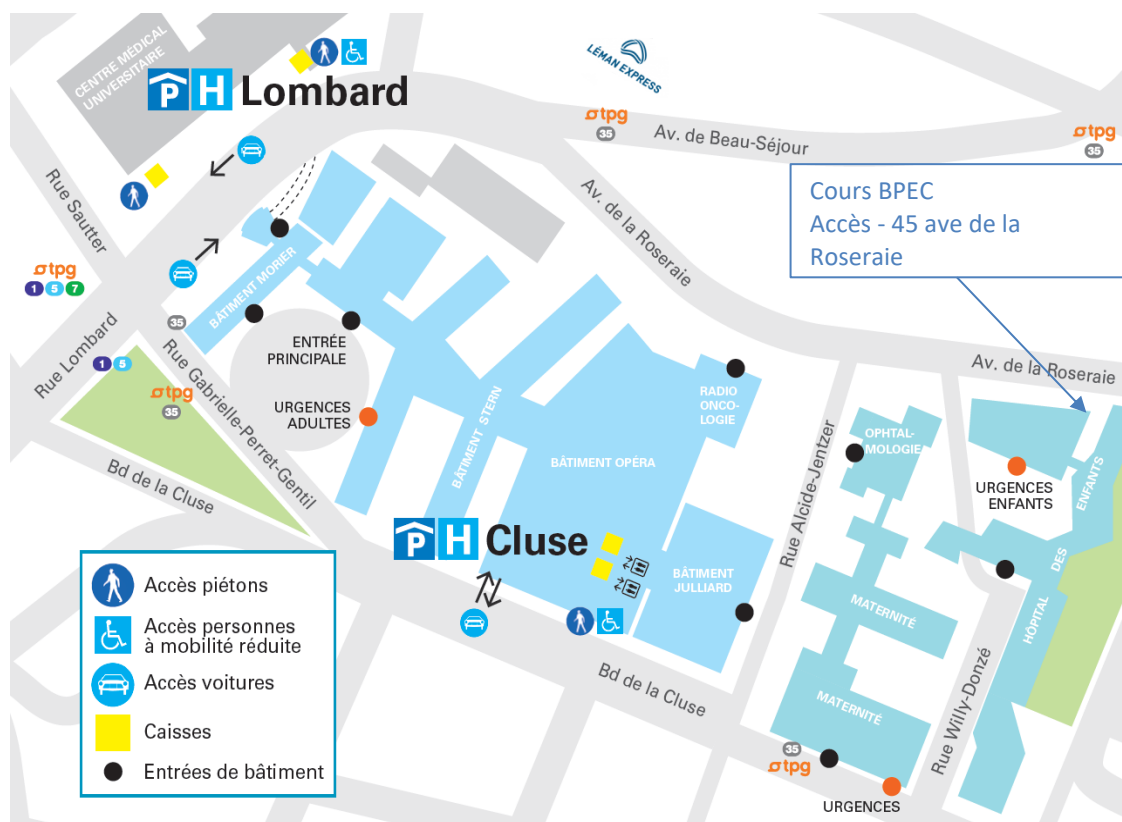 CENTRE MÉDICAL
UNIVERSITAIRE
P H Lombard
LÉMAN EXPRESS
tpg
35
Av. de Beau-Séjour
tpg
35
Rue Sautter
Av. de la Roseraie
Cours BPEC
Accès - 45 ave de la
Roseraie
tpg
1 5 7
35
BÂTIMENT MORIER
ENTRÉE
PRINCIPALE
Rue Lombard
1 5
tpg
35
Rue Gabrielle-Perret-Gentil
URGENCES
ADULTES
BÂTIMENT STERN
BÂTIMENT OPÉRA
RADIO
ONCO-
LOGIE
Av. de la Roseraie
Rue Alcide-Jentzer
OPHTAL-
MOLOGIE
URGENCES
ENFANTS
HÔPITAL DES ENFANTS
Bd de la Cluse
P H Cluse
BÂTIMENT
JULLIARD
MATERNITÉ
Bd de la Cluse
MATERNITÉ
Rue Willy-Donzé
35
tpg
URGENCES
Accès piétons
Accès personnes
à mobilité réduite
Accès voitures
Caisses
Entrées de bâtiment